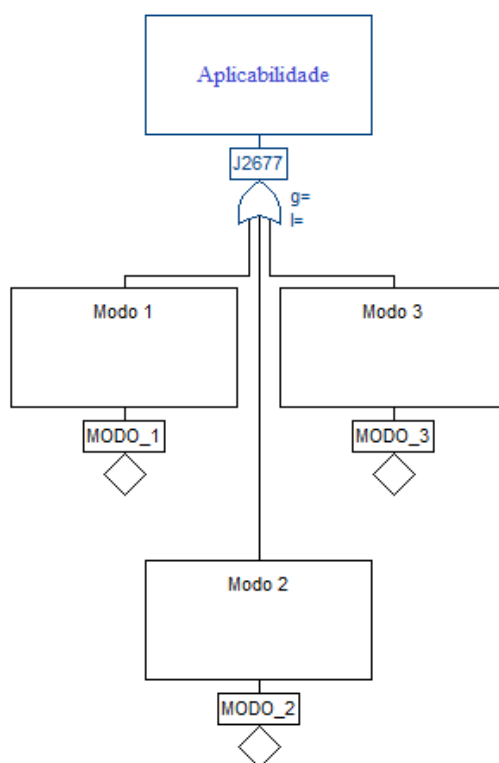 Aplicabilidade
J2677
g=
l=
Modo 1
Modo 3
MODO_1
MODO_3
Modo 2
MODO_2